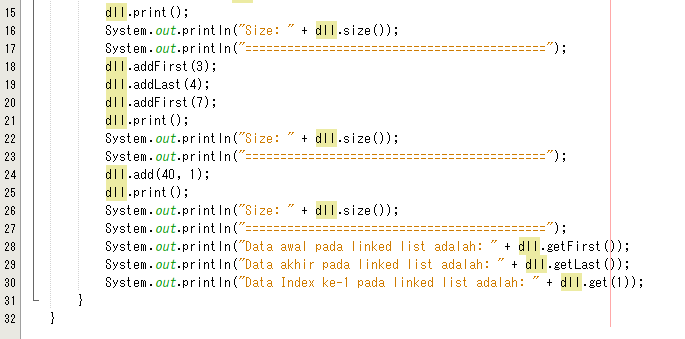 15 dll.print();
16 System.out.println("Size: " + dll.size());
17 System.out.println("===========================================");
18 dll.addFirst(3);
19 dll.addLast(4);
20 dll.addFirst(7);
21 dll.print();
22 System.out.println("Size: " + dll.size());
23 System.out.println("===========================================");
24 dll.add(40, 1);
25 dll.print();
26 System.out.println("Size: " + dll.size());
27 System.out.println("===========================================");
28 System.out.println("Data awal pada linked list adalah: " + dll.getFirst());
29 System.out.println("Data akhir pada linked list adalah: " + dll.getLast());
30 System.out.println("Data Index ke-1 pada linked list adalah: " + dll.get(1));
31 }
32 }